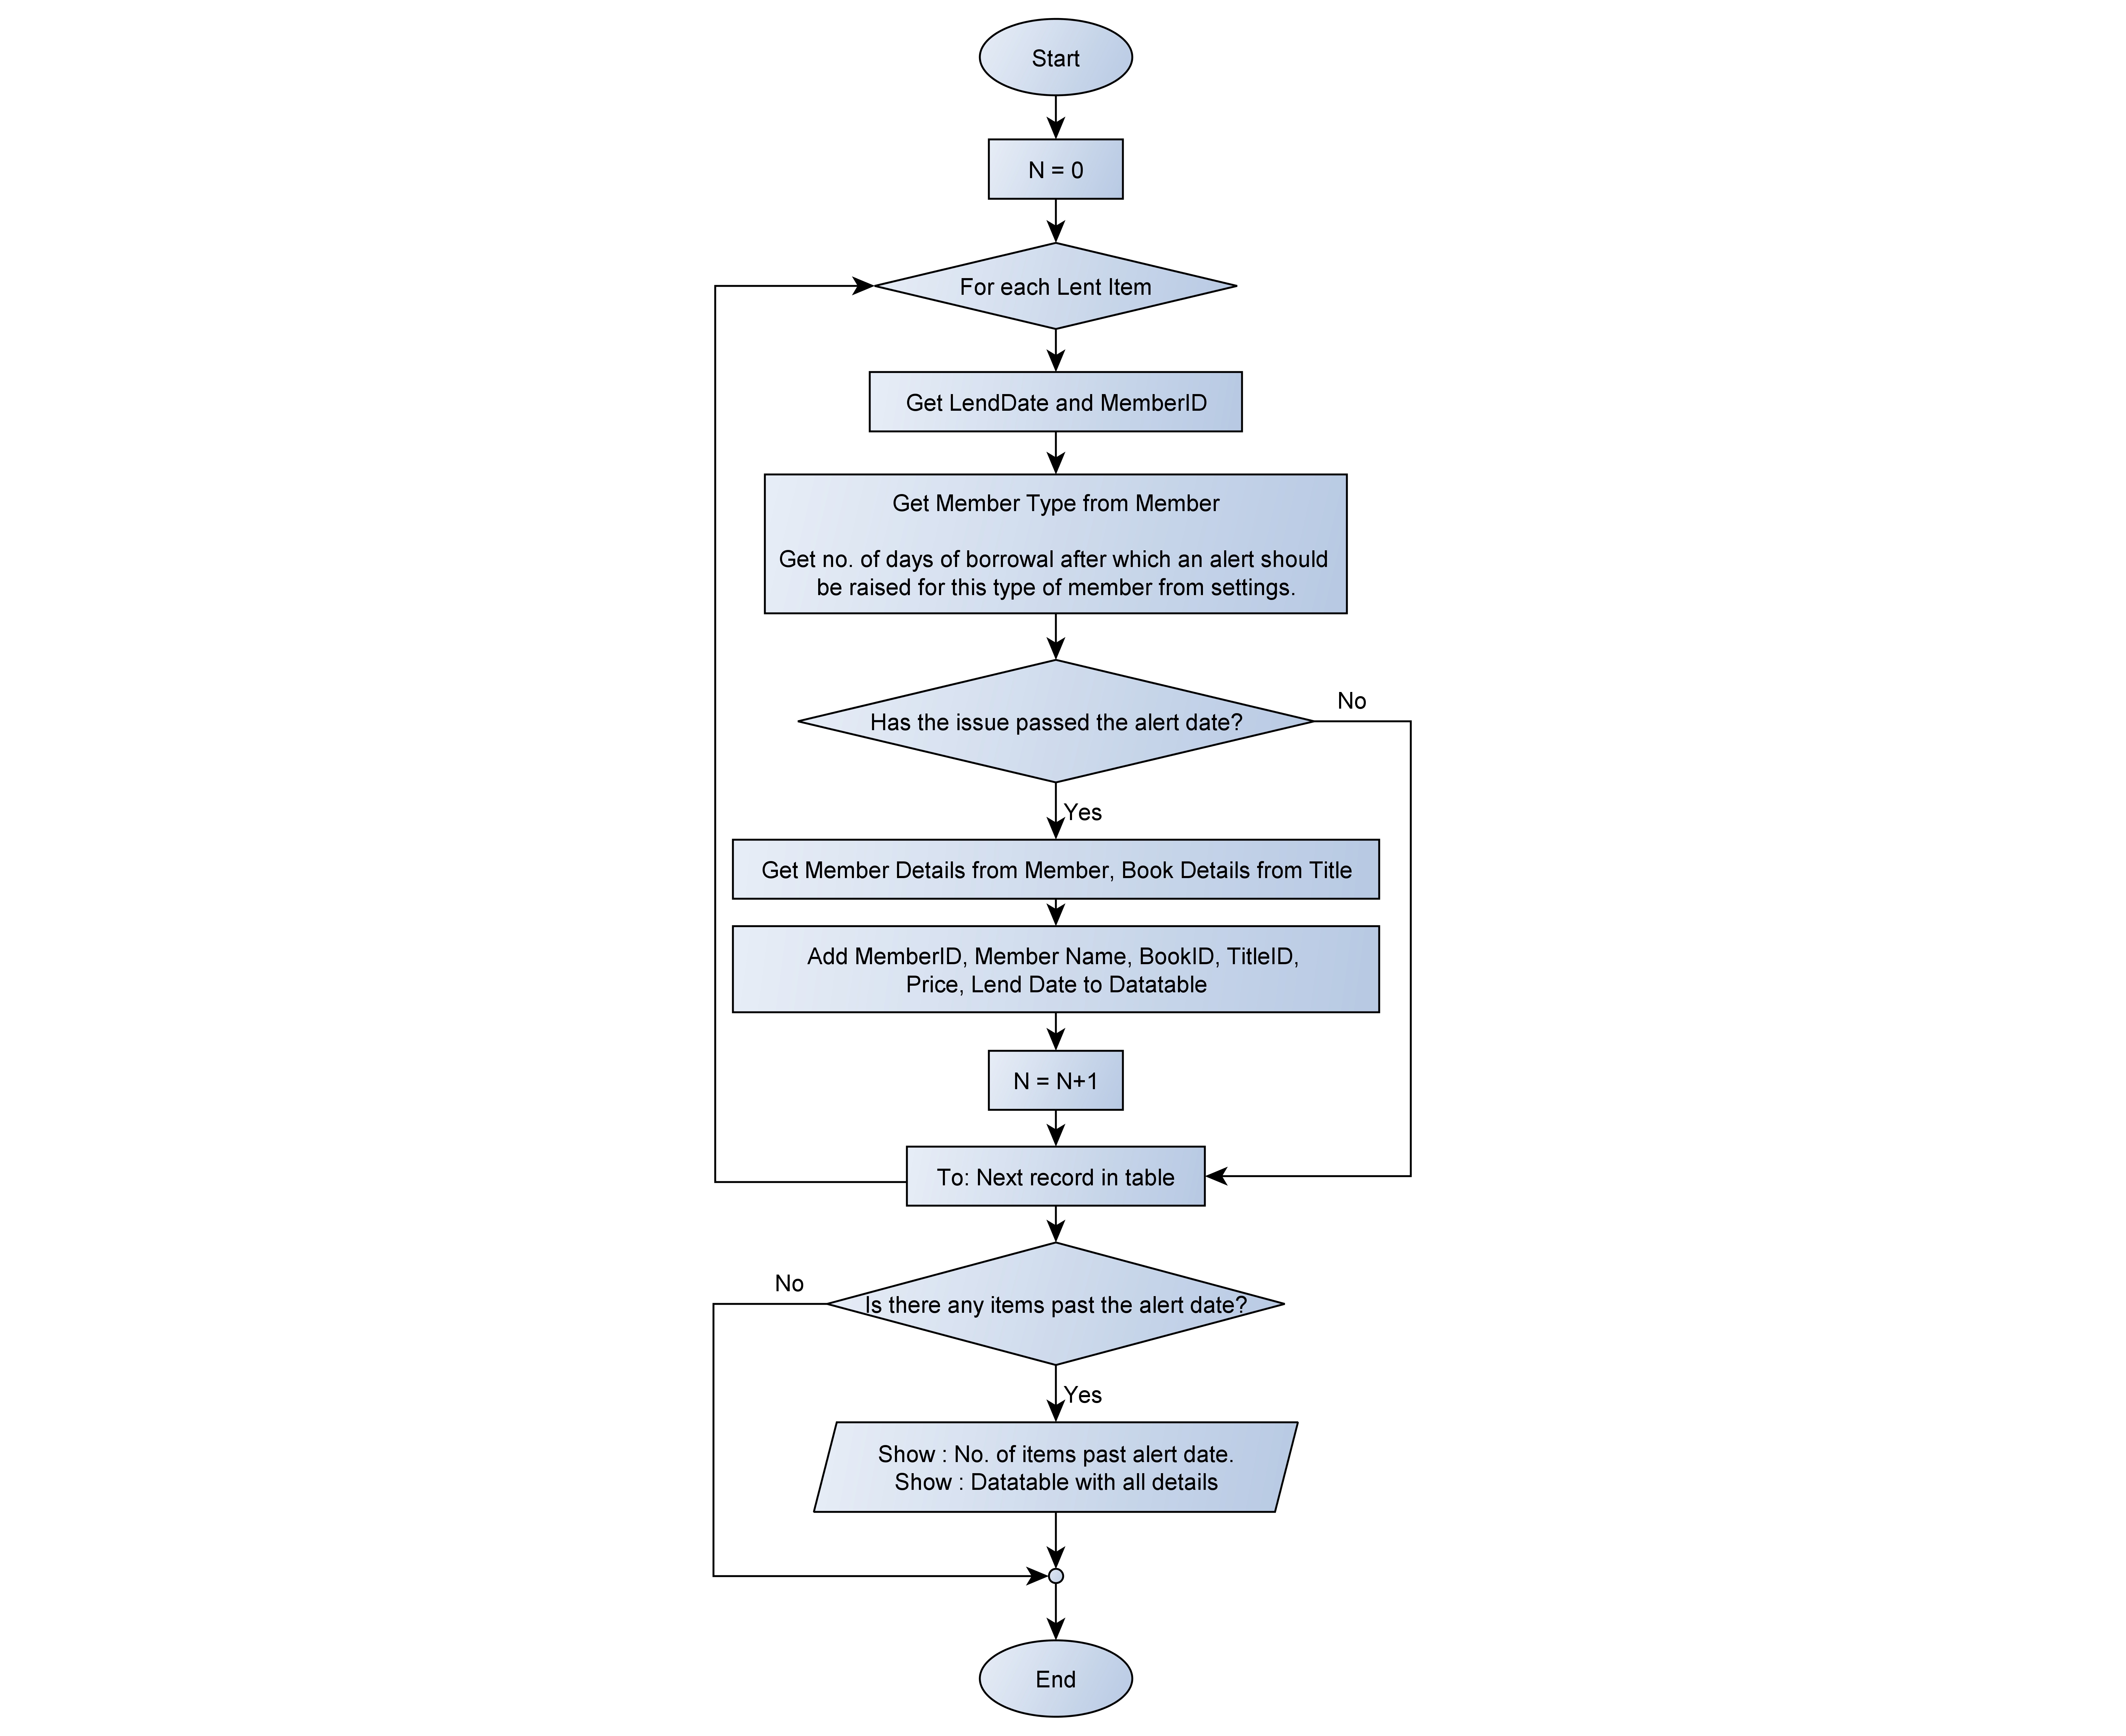 Start
N = 0
For each Lent Item
Get LendDate and MemberID
Get Member Type from Member
Get no. of days of borrowal after which an alert should
be raised for this type of member from settings.
Has the issue passed the alert date?
No
Yes
Get Member Details from Member, Book Details from Title
Add MemberID, Member Name, BookID, TitleID,
Price, Lend Date to Datatable
N = N+1
To: Next record in table
No
Is there any items past the alert date?
Yes
Show : No. of items past alert date.
Show : Datatable with all details
End